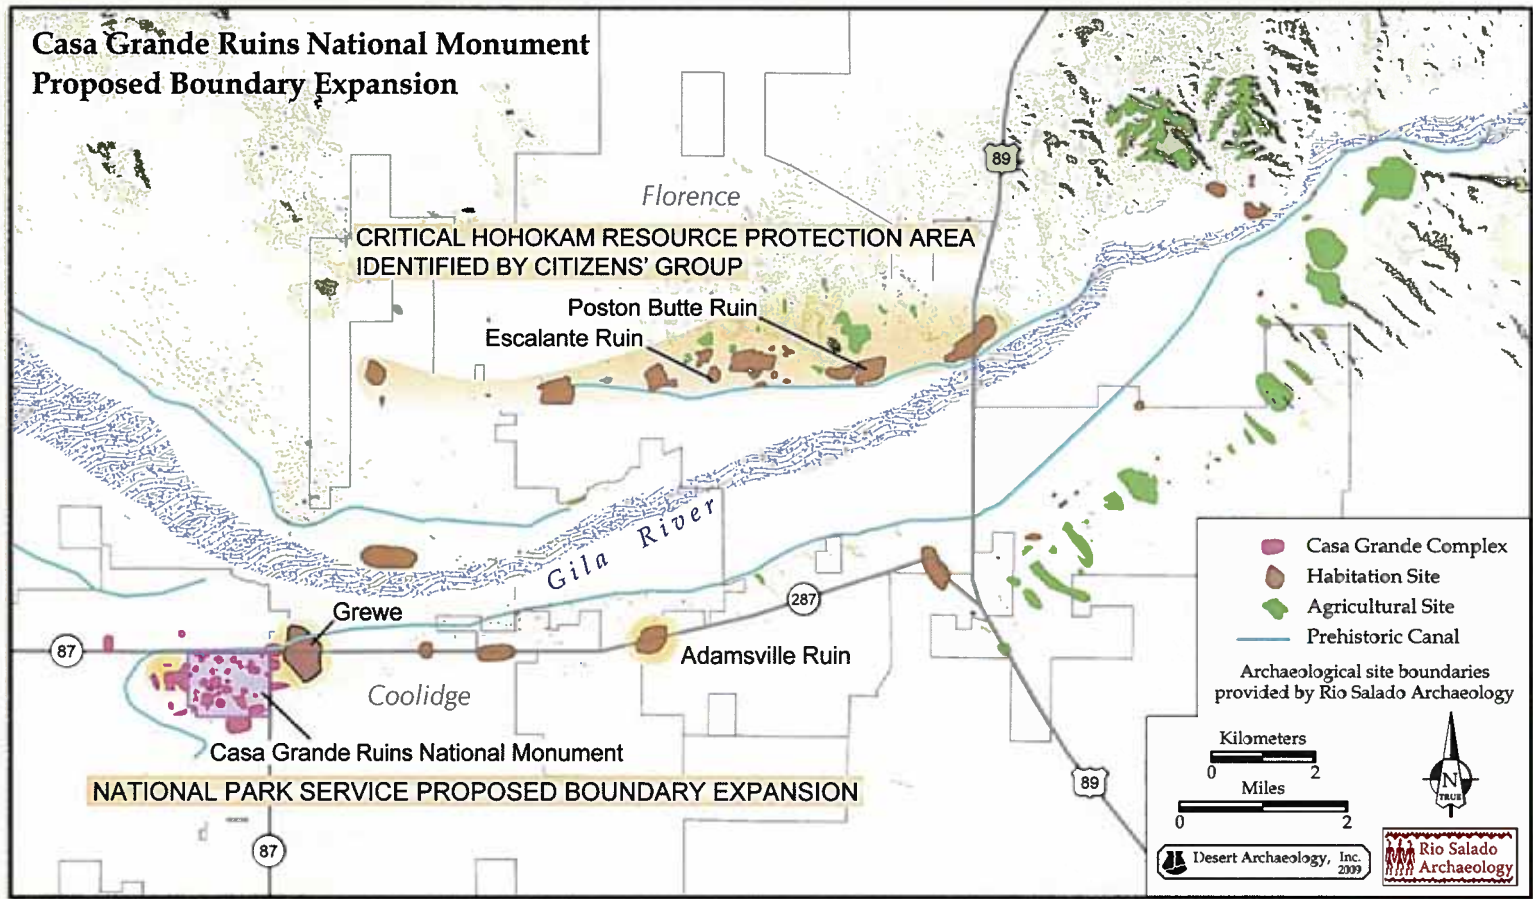 Casa Grande Ruins National Monument
Proposed Boundary Expansion
89
Florence
CRITICAL HOHOKAM RESOURCE PROTECTION AREA
IDENTIFIED BY CITIZENS' GROUP
Poston Butte Ruin
Escalante Ruin
Gila River
287
Grewe
87
Adamsville Ruin
Coolidge
Casa Grande Ruins National Monument
NATIONAL PARK SERVICE PROPOSED BOUNDARY EXPANSION
87
89
Casa Grande Complex
Habitation Site
Agricultural Site
Prehistoric Canal
Archaeological site boundaries
provided by Rio Salado Archaeology
Kilometers
0 2
Miles
0 2
N
TRUE
Desert Archaeology, Inc.
2009
Rio Salado
Archaeology